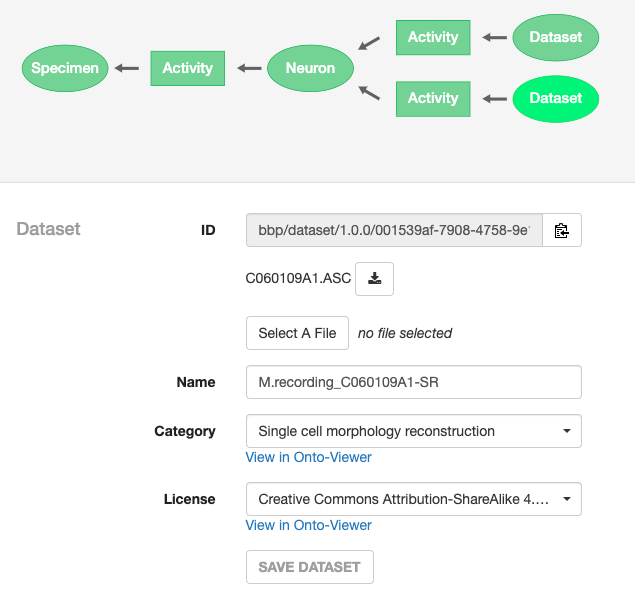 Activity Dataset
Specimen Activity Neuron
Activity Dataset
Dataset ID bbp/dataset/1.0.0/001539af-7908-4758-9e
C060109A1.ASC
Select A File no file selected
Name M.recording_C060109A1-SR
Category Single cell morphology reconstruction
View in Onto-Viewer
License Creative Commons Attribution-ShareAlike 4....
View in Onto-Viewer
SAVE DATASET